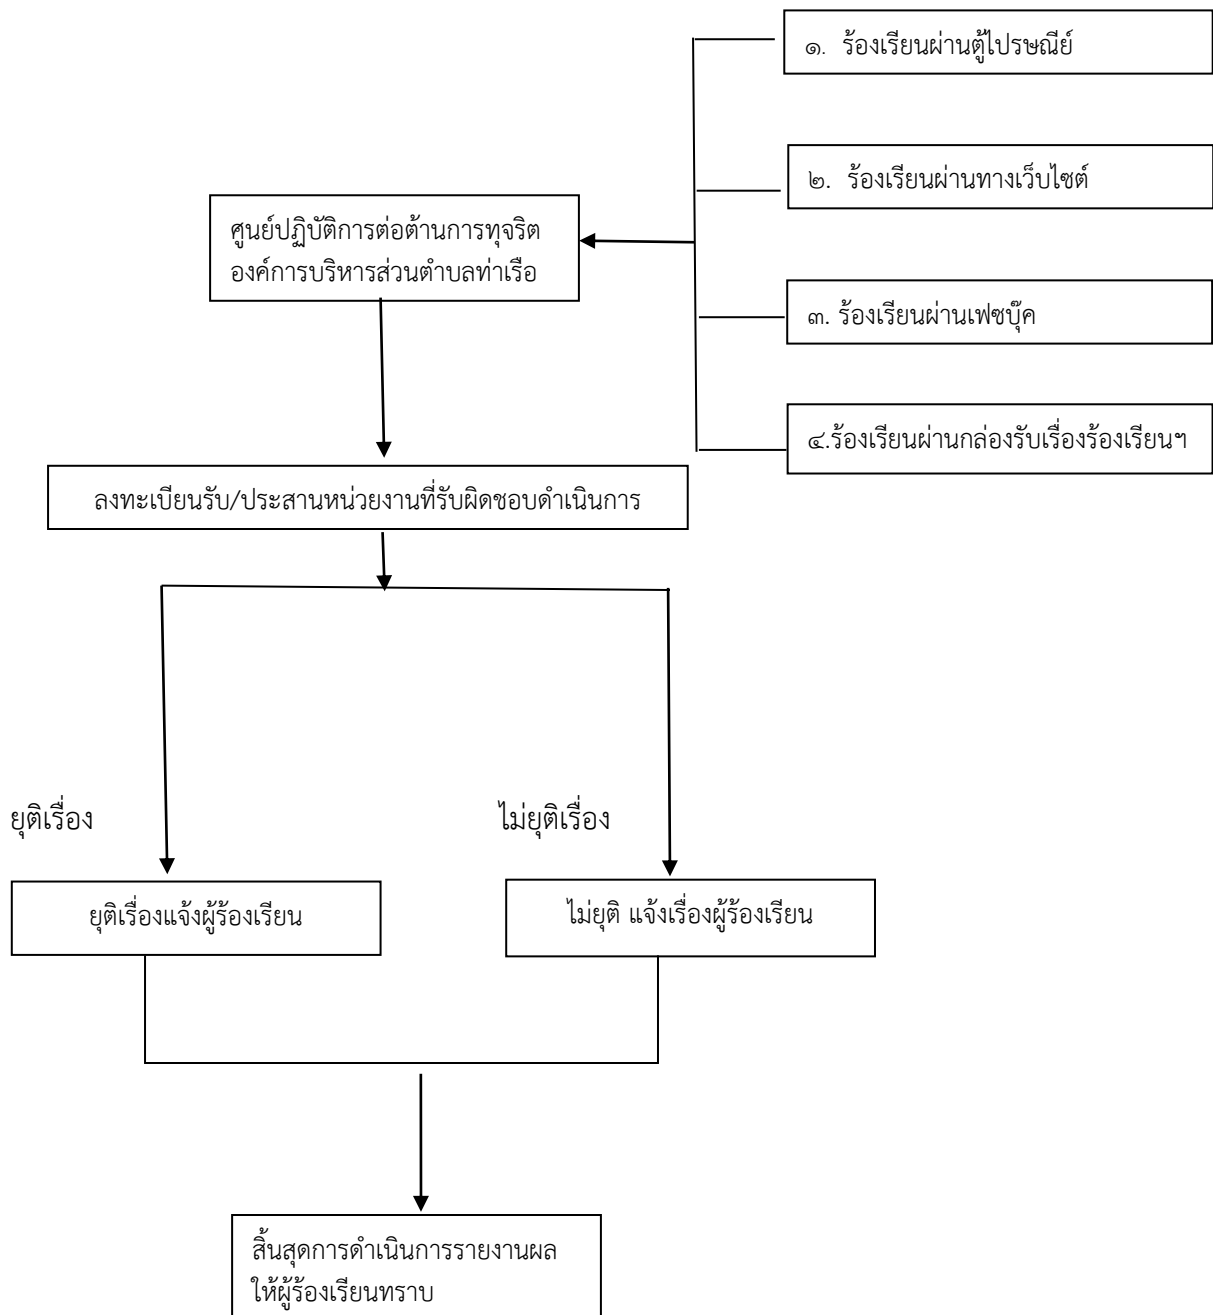 ๑. ร้องเรียนผ่านตู้ไปรษณีย์
๒. ร้องเรียนผ่านทางเว็บไซต์
ศูนย์ปฏิบัติการต่อต้านการทุจริต
องค์การบริหารส่วนตำบลท่าเรือ
๓. ร้องเรียนผ่านเฟซบุ๊ค
๔.ร้องเรียนผ่านกล่องรับเรื่องร้องเรียนฯ
ลงทะเบียนรับ/ประสานหน่วยงานที่รับผิดชอบดำเนินการ
ยุติเรื่อง
ไม่ยุติเรื่อง
ยุติเรื่องแจ้งผู้ร้องเรียน
ไม่ยุติ แจ้งเรื่องผู้ร้องเรียน
สิ้นสุดการดำเนินการรายงานผล
ให้ผู้ร้องเรียนทราบ